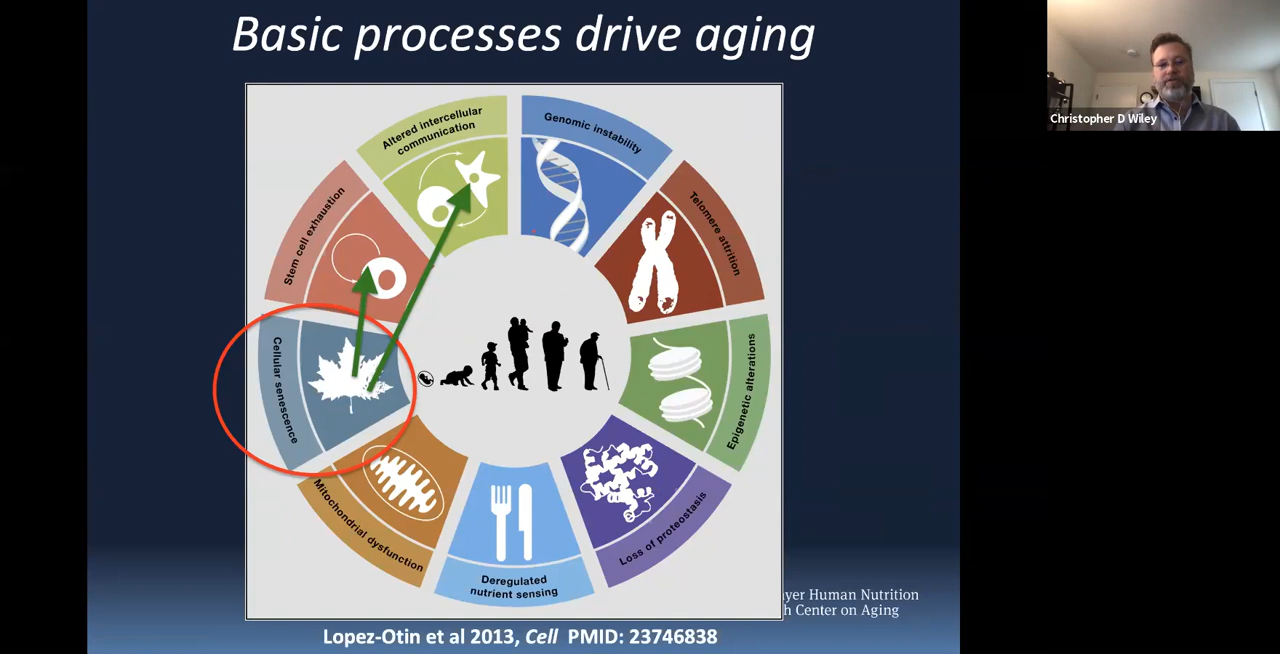 Basic processes drive aging
Christopher D Wiley
Altered intercellular
communication
Genomic instability
Stem cell exhaustion
Telomere attrition
Cellular senescence
Epigenetic alterations
Mitochondrial dysfunction
Loss of proteostasis
Deregulated
nutrient sensing
Human Nutrition
Center on Aging
Lopez-Otin et al 2013, Cell PMID: 23746838